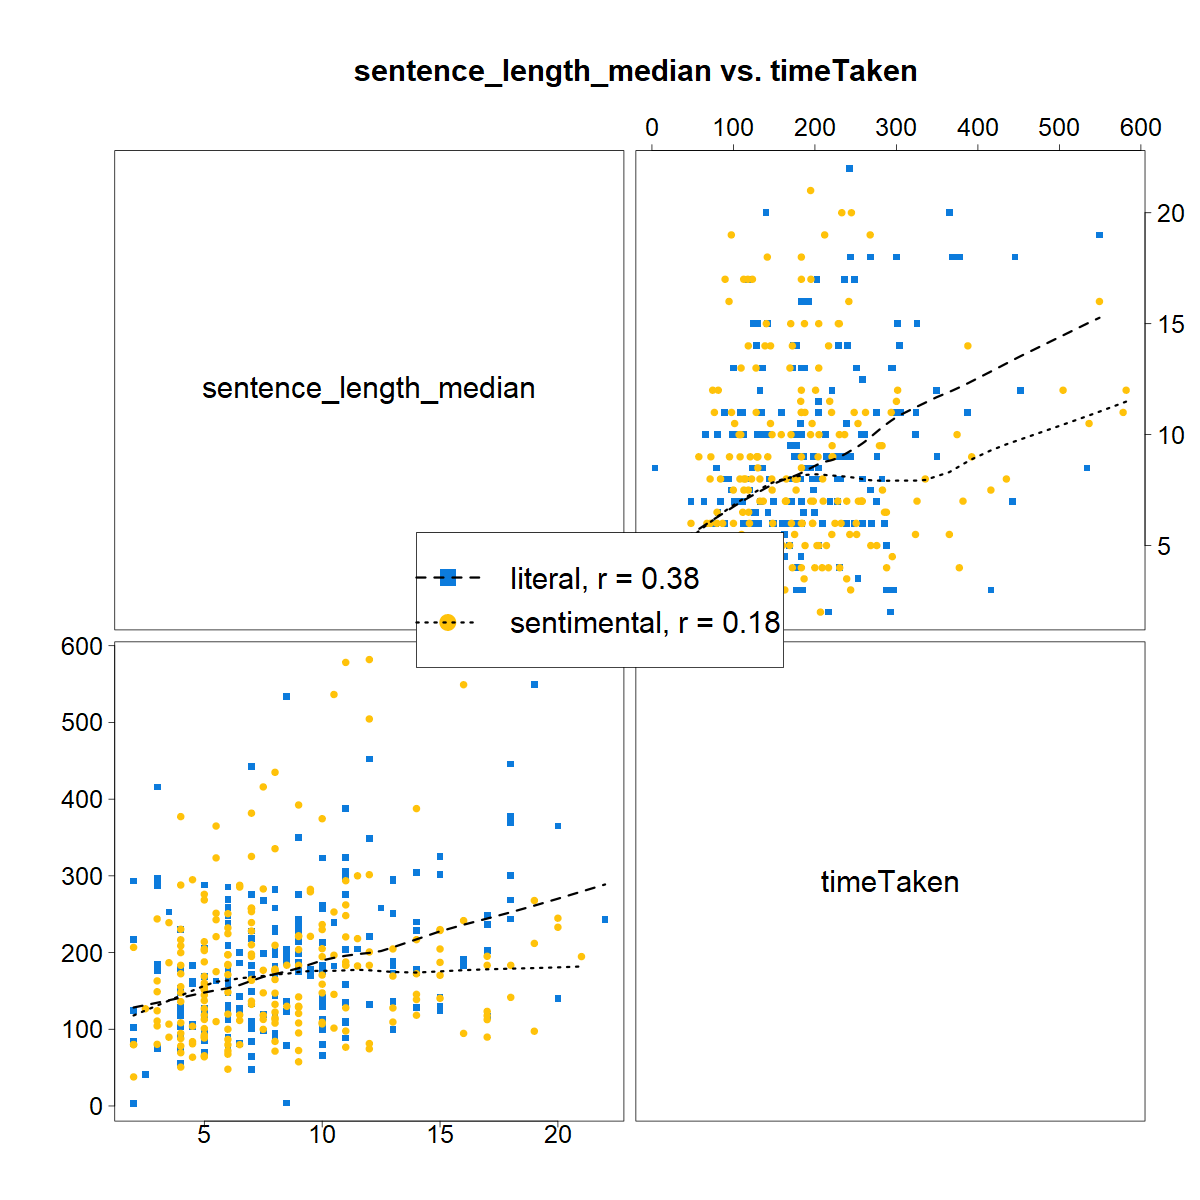 sentence_length_median vs. timeTaken
0 100 200 300 400 500 600
sentence_length_median
20
15
10
5
literal, r = 0.38
sentimental, r = 0.18
600
500
400
300
200
100
0
timeTaken
5 10 15 20